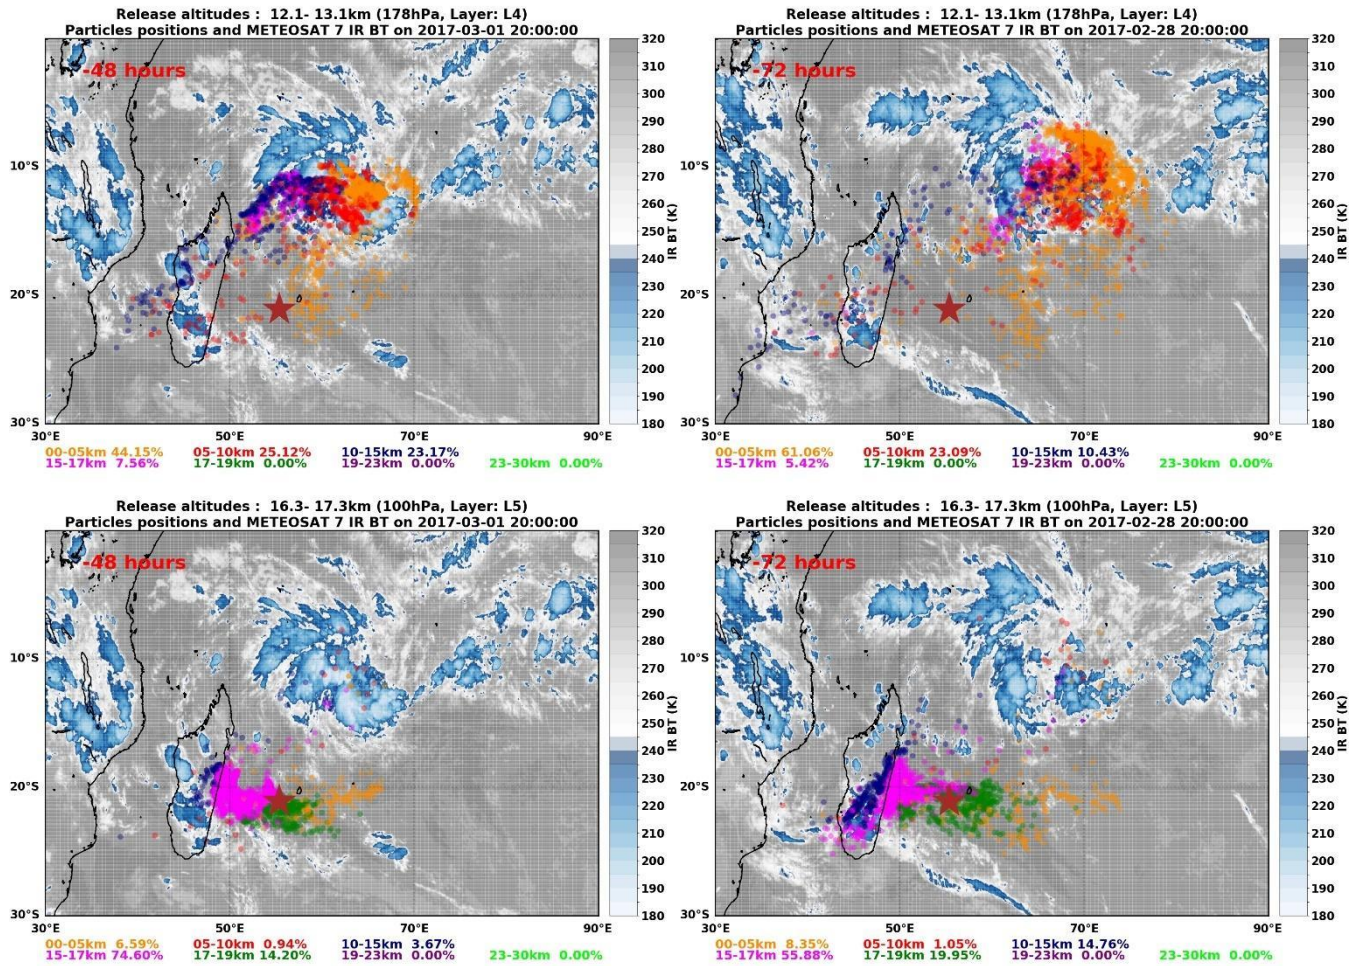 Release altitudes : 12.1- 13.1km (178hPa, Layer: L4)
Particles positions and METEOSAT 7 IR BT on 2017-03-01 20:00:00
-48 hours
10°S
20°S
30°S
30°E
50°E
70°E
90°E
320
310
300
290
280
270
260
250
240
230
220
210
200
190
180
IR BT (K)
00-05km 44.15% 05-10km 25.12% 10-15km 23.17%
15-17km 7.56% 17-19km 0.00% 19-23km 0.00% 23-30km 0.00%
Release altitudes : 12.1- 13.1km (178hPa, Layer: L4)
Particles positions and METEOSAT 7 IR BT on 2017-02-28 20:00:00
-72 hours
10°S
20°S
30°S
30°E
50°E
70°E
90°E
320
310
300
290
280
270
260
250
240
230
220
210
200
190
180
IR BT (K)
00-05km 61.06% 05-10km 23.09% 10-15km 10.43%
15-17km 5.42% 17-19km 0.00% 19-23km 0.00% 23-30km 0.00%
Release altitudes : 16.3- 17.3km (100hPa, Layer: L5)
Particles positions and METEOSAT 7 IR BT on 2017-03-01 20:00:00
-48 hours
10°S
20°S
30°S
30°E
50°E
70°E
90°E
320
310
300
290
280
270
260
250
240
230
220
210
200
190
180
IR BT (K)
00-05km 6.59% 05-10km 0.94% 10-15km 3.67%
15-17km 74.60% 17-19km 14.20% 19-23km 0.00% 23-30km 0.00%
Release altitudes : 16.3- 17.3km (100hPa, Layer: L5)
Particles positions and METEOSAT 7 IR BT on 2017-02-28 20:00:00
-72 hours
10°S
20°S
30°S
30°E
50°E
70°E
90°E
320
310
300
290
280
270
260
250
240
230
220
210
200
190
180
IR BT (K)
00-05km 8.35% 05-10km 1.05% 10-15km 14.76%
15-17km 55.88% 17-19km 19.95% 19-23km 0.00% 23-30km 0.00%